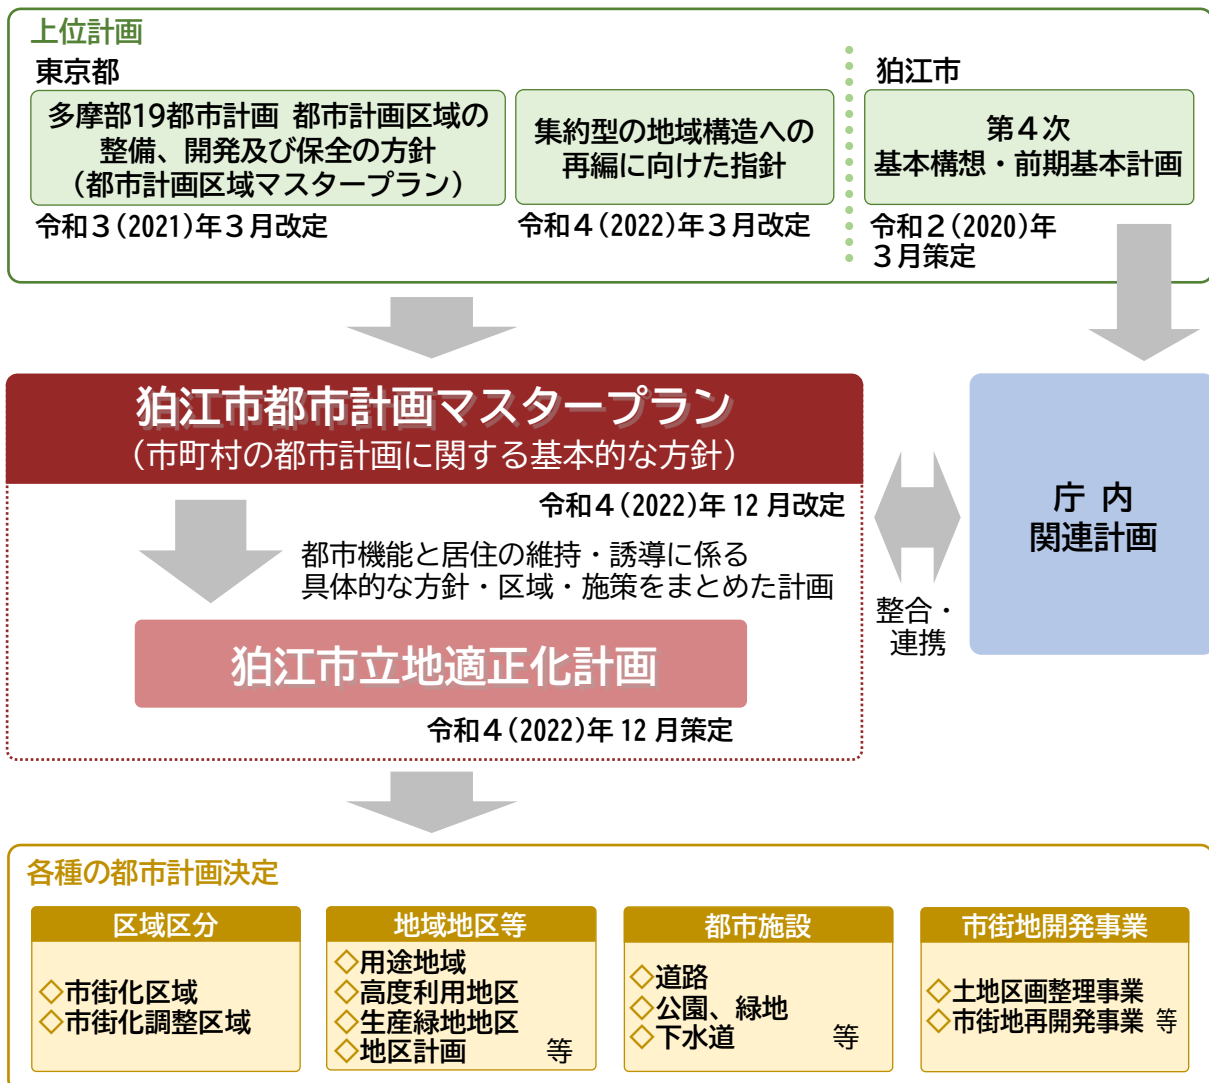 上位計画
東京都
多摩部19都市計画 都市計画区域の
整備、開発及び保全の方針
（都市計画区域マスタープラン）
令和３(2021)年３月改定
集約型の地域構造への
再編に向けた指針
令和４(2022)年３月改定
狛江市
第４次
基本構想・前期基本計画
令和２(2020)年
３月策定
狛江市都市計画マスタープラン
（市町村の都市計画に関する基本的な方針）
令和４(2022)年 12 月改定
都市機能と居住の維持・誘導に係る
具体的な方針・区域・施策をまとめた計画
狛江市立地適正化計画
令和４(2022)年 12 月策定
整合・
連携
庁 内
関連計画
各種の都市計画決定
区域区分
◇市街化区域
◇市街化調整区域
地域地区等
◇用途地域
◇高度利用地区
◇生産緑地地区
◇地区計画 等
都市施設
◇道路
◇公園、緑地
◇下水道 等
市街地開発事業
◇土地区画整理事業
◇市街地再開発事業 等